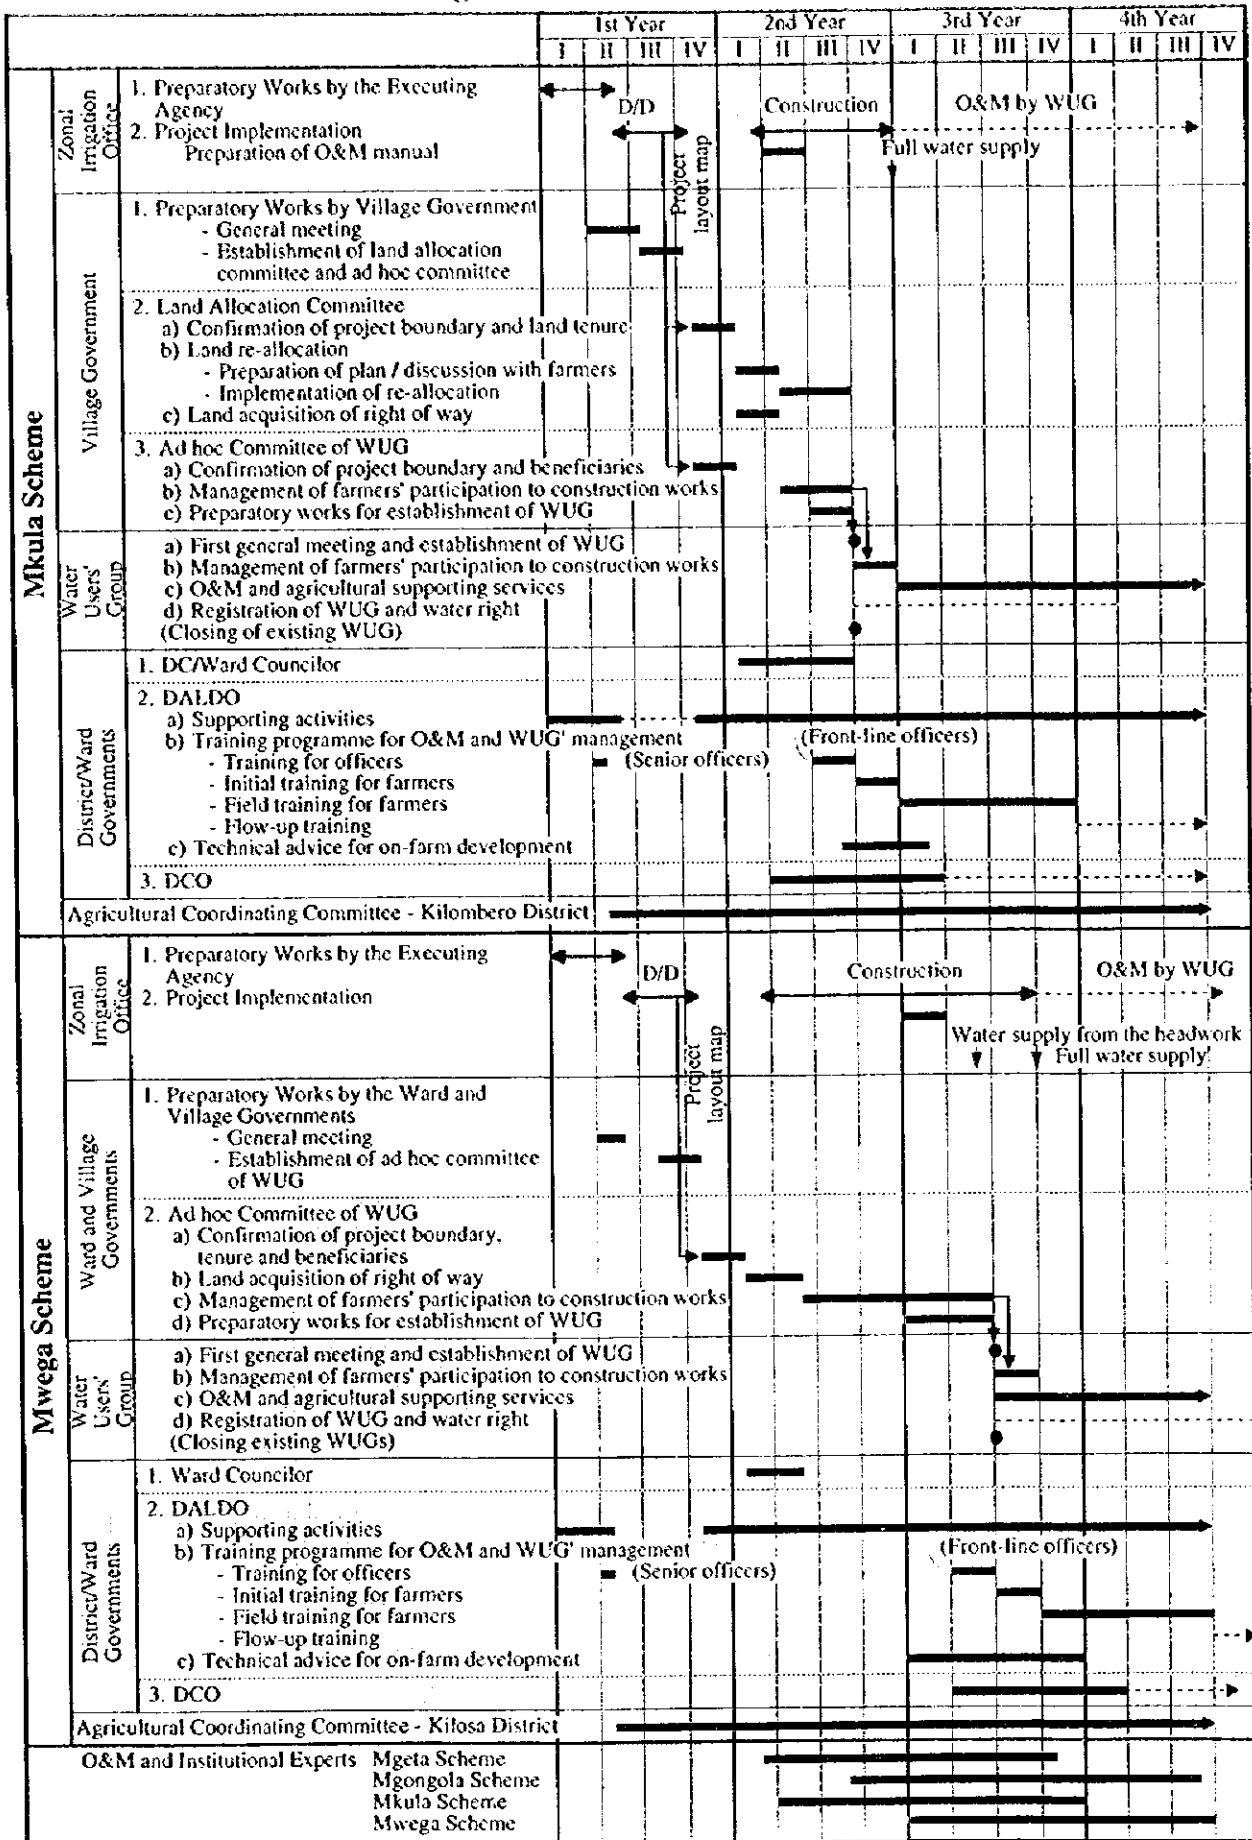 1st Year 2nd Year 3rd Year 4th Year
I II III IV I II III IV I II III IV I II III IV
Mkula Scheme
Zonal Irrigation Office
1. Preparatory Works by the Executing
Agency
2. Project Implementation
Preparation of O&M manual
D/D
Construction
O&M by WUG
Full water supply
Project layout map
Village Government
1. Preparatory Works by Village Government
- General meeting
- Establishment of land allocation
committee and ad hoc committee
2. Land Allocation Committee
a) Confirmation of project boundary and land tenure
b) Land re-allocation
- Preparation of plan / discussion with farmers
- Implementation of re-allocation
c) Land acquisition of right of way
3. Ad hoc Committee of WUG
a) Confirmation of project boundary and beneficiaries
b) Management of farmers' participation to construction works
c) Preparatory works for establishment of WUG
Water Users' Group
a) First general meeting and establishment of WUG
b) Management of farmers' participation to construction works
c) O&M and agricultural supporting services
d) Registration of WUG and water right
(Closing of existing WUG)
District/Ward Governments
1. DC/Ward Councilor
2. DALDO
a) Supporting activities
b) Training programme for O&M and WUG' management (Front-line officers)
- Training for officers (Senior officers)
- Initial training for farmers
- Field training for farmers
- Flow-up training
c) Technical advice for on-farm development
3. DCO
Agricultural Coordinating Committee - Kilombero District
Mwega Scheme
Zonal Irrigation Office
1. Preparatory Works by the Executing
Agency
2. Project Implementation
D/D
Construction
O&M by WUG
Water supply from the headwork
Full water supply
Project layout map
Ward and Village Governments
1. Preparatory Works by the Ward and
Village Governments
- General meeting
- Establishment of ad hoc committee
of WUG
2. Ad hoc Committee of WUG
a) Confirmation of project boundary,
tenure and beneficiaries
b) Land acquisition of right of way
c) Management of farmers' participation to construction works
d) Preparatory works for establishment of WUG
Water Users' Group
a) First general meeting and establishment of WUG
b) Management of farmers' participation to construction works
c) O&M and agricultural supporting services
d) Registration of WUG and water right
(Closing existing WUGs)
District/Ward Governments
1. Ward Councilor
2. DALDO
a) Supporting activities
b) Training programme for O&M and WUG' management (Front-line officers)
- Training for officers (Senior officers)
- Initial training for farmers
- Field training for farmers
- Flow-up training
c) Technical advice for on-farm development
3. DCO
Agricultural Coordinating Committee - Kilosa District
O&M and Institutional Experts Mgeta Scheme
Mgongola Scheme
Mkula Scheme
Mwega Scheme